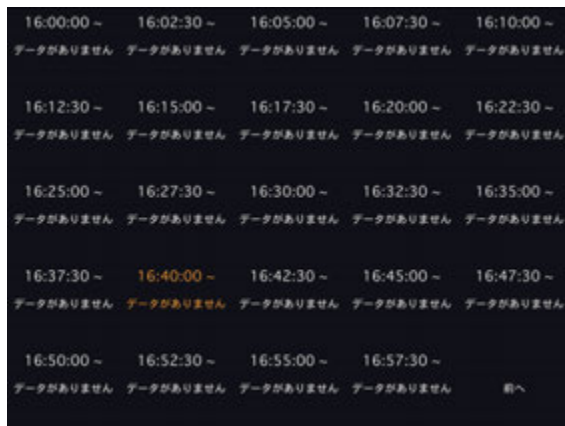 16:00:00 ~ 16:02:30 ~ 16:05:00 ~ 16:07:30 ~ 16:10:00 ~
データがありません データがありません データがありません データがありません データがありません
16:12:30 ~ 16:15:00 ~ 16:17:30 ~ 16:20:00 ~ 16:22:30 ~
データがありません データがありません データがありません データがありません データがありません
16:25:00 ~ 16:27:30 ~ 16:30:00 ~ 16:32:30 ~ 16:35:00 ~
データがありません データがありません データがありません データがありません データがありません
16:37:30 ~ 16:40:00 ~ 16:42:30 ~ 16:45:00 ~ 16:47:30 ~
データがありません データがありません データがありません データがありません データがありません
16:50:00 ~ 16:52:30 ~ 16:55:00 ~ 16:57:30 ~
データがありません データがありません データがありません データがありません 前へ